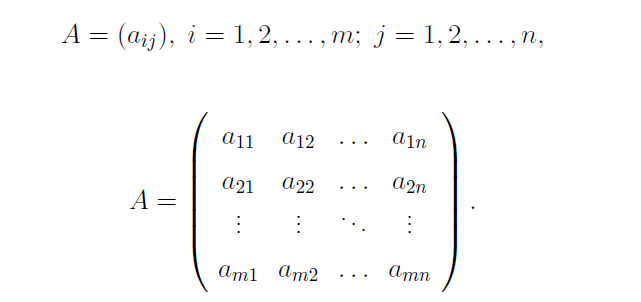 A = (a_{ij}), i = 1, 2, . . . , m; j = 1, 2, . . . , n,
a_{11} a_{12} . . . a_{1n}
a_{21} a_{22} . . . a_{2n}
A = ( ⋮ ⋮ ⋱ ⋮ ) .
a_{m1} a_{m2} . . . a_{mn}